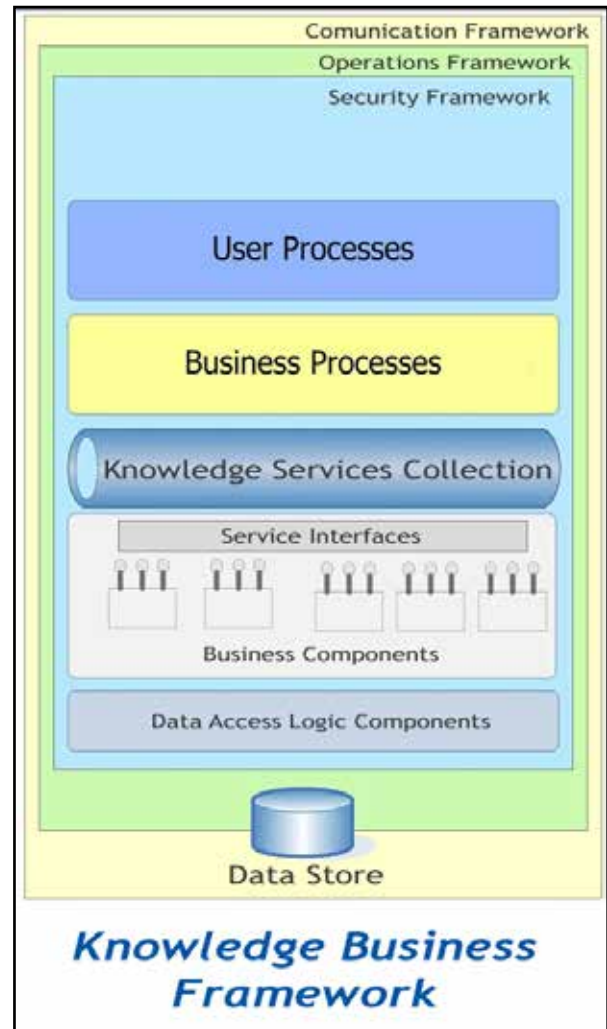 Comunication Framework
Operations Framework
Security Framework
User Processes
Business Processes
Knowledge Services Collection
Service Interfaces
Business Components
Data Access Logic Components
Data Store
Knowledge Business
Framework